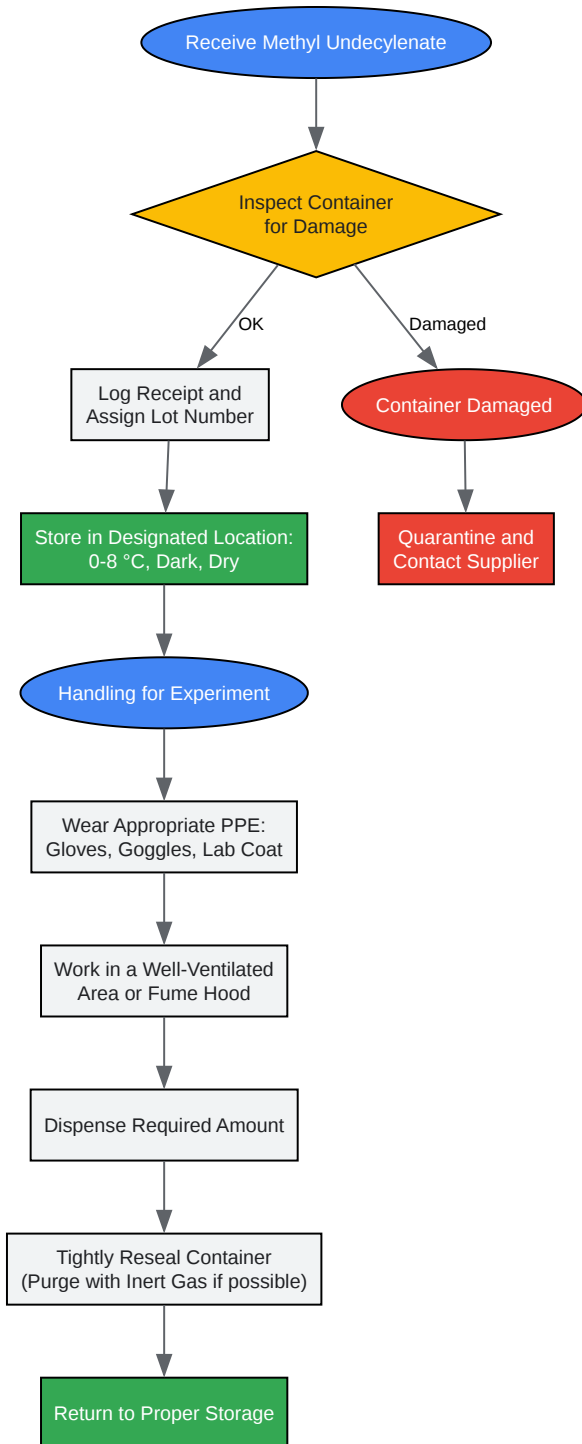 Receive Methyl Undecylenate
Inspect Container
for Damage
OK
Damaged
Log Receipt and
Assign Lot Number
Container Damaged
Store in Designated Location:
0-8 °C, Dark, Dry
Quarantine and
Contact Supplier
Handling for Experiment
Wear Appropriate PPE:
Gloves, Goggles, Lab Coat
Work in a Well-Ventilated
Area or Fume Hood
Dispense Required Amount
Tightly Reseal Container
(Purge with Inert Gas if possible)
Return to Proper Storage